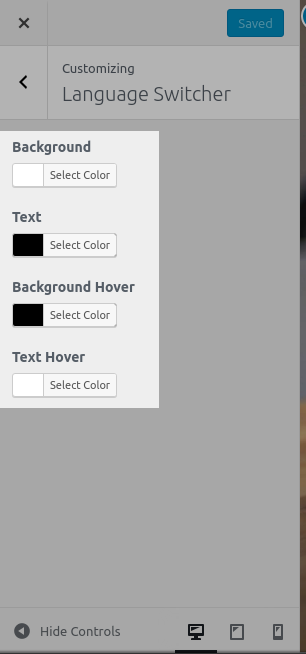 Saved
Customizing
Language Switcher
Background
Select Color
Text
Select Color
Background Hover
Select Color
Text Hover
Select Color
Hide Controls